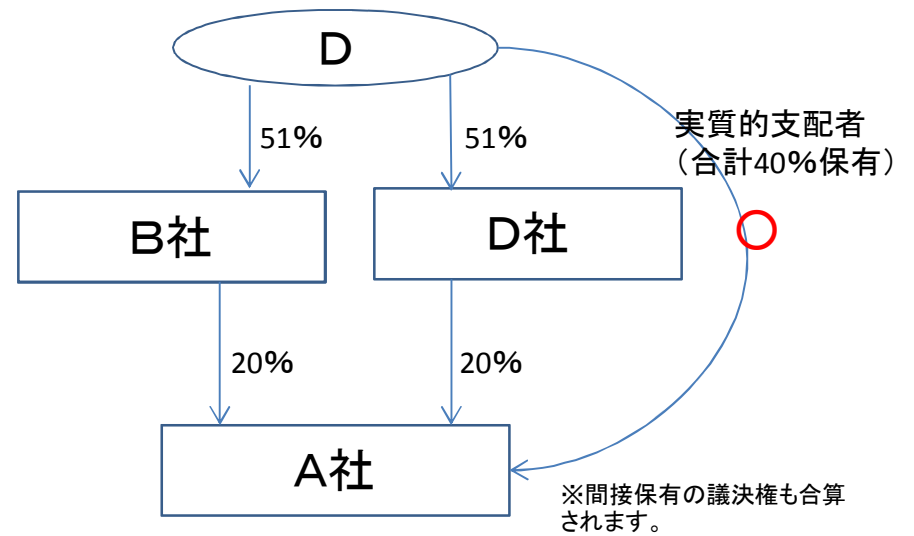 D
51%
51%
実質的支配者
（合計40%保有）
B社
D社
20%
20%
A社
※間接保有の議決権も合算
されます。